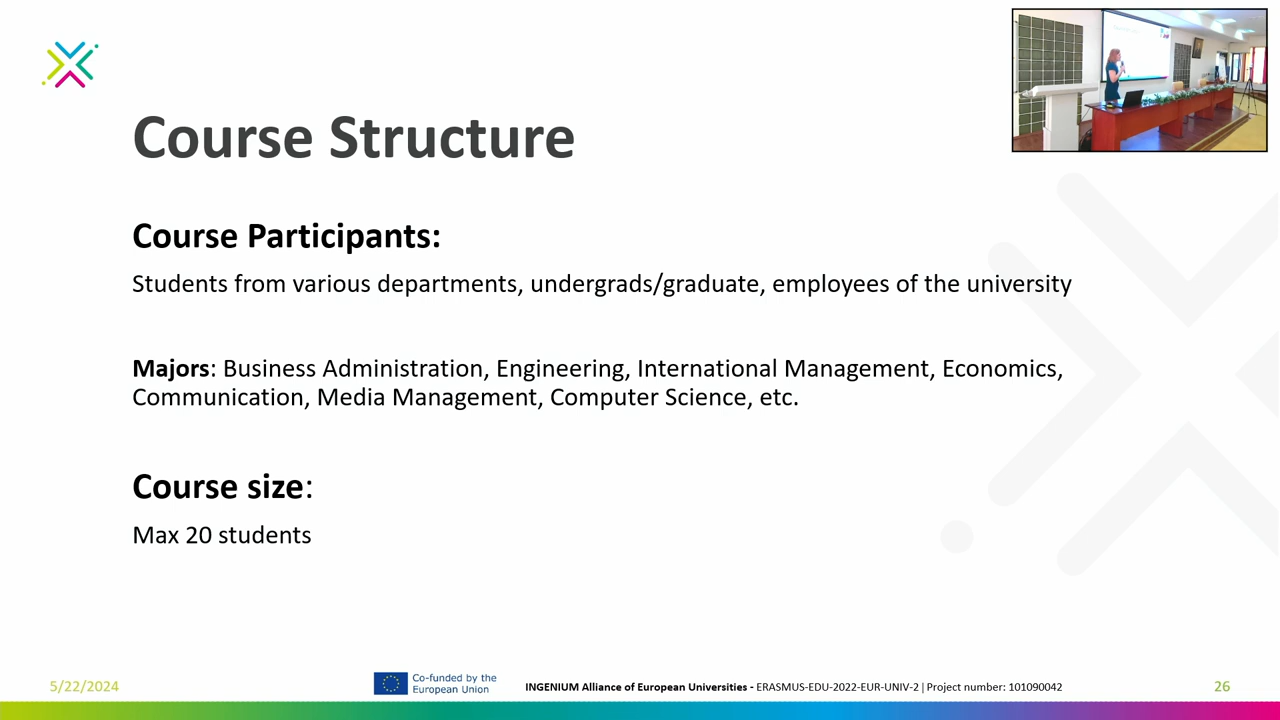 Course Structure
Course Participants:
Students from various departments, undergrads/graduate, employees of the university
Majors: Business Administration, Engineering, International Management, Economics,
Communication, Media Management, Computer Science, etc.
Course size:
Max 20 students
5/22/2024
Co-funded by the
European Union
INGENIUM Alliance of European Universities - ERASMUS-EDU-2022-EUR-UNIV-2 | Project number: 101090042
26